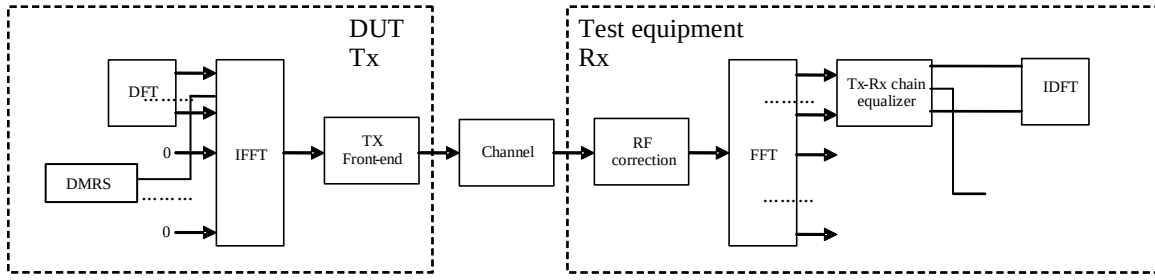 DUT
Tx
Test equipment
Rx
DFT
………
0
DMRS
………
0
IFFT
TX
Front-end
Channel
RF
correction
FFT
………
………
Tx-Rx chain
equalizer
IDFT